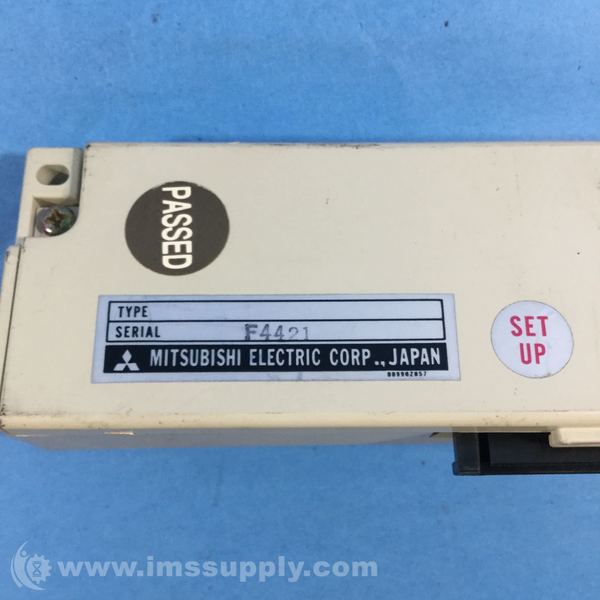 PASSED
TYPE
SERIAL F4421
MITSUBISHI ELECTRIC CORP., JAPAN
SET
UP
www.imssupply.com